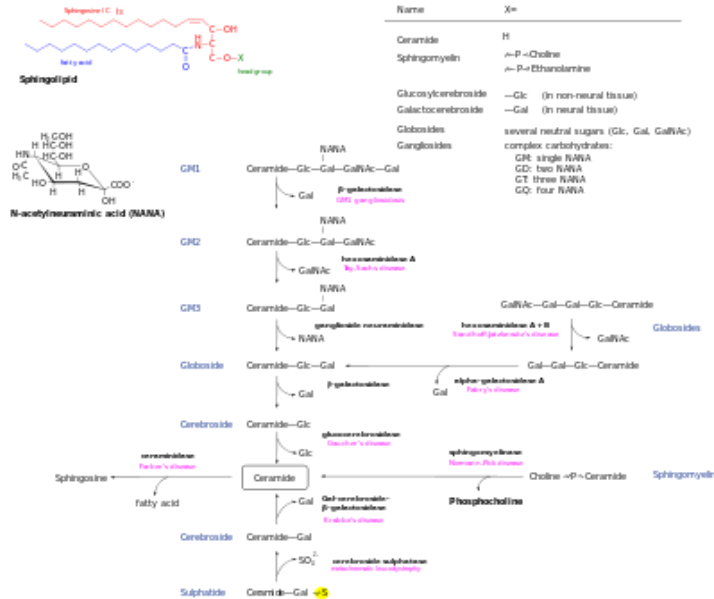 Sphingosine (C
fatty acid
headgroup
Sphingolipid
C—OH
C—O—X
Name X=
Ceramide H
Sphingomyelin —P—Choline
—P—Ethanolamine
Glucosylcerebroside —Glc (in non-neural tissue)
Galactocerebroside —Gal (in neural tissue)
Globosides several neutral sugars (Glc, Gal, GalNAc)
Gangliosides complex carbohydrates:
GM: single NANA
GD: two NANA
GT: three NANA
GQ: four NANA
N-acetylneuraminic acid (NANA)
NANA
GM1 Ceramide—Glc—Gal—GalNAc—Gal
β-galactosidase
GM1 gangliosidosis
Gal
NANA
GM2 Ceramide—Glc—Gal—GalNAc
hexosaminidase A
Tay-Sachs disease
GalNAc
NANA
GM3 Ceramide—Glc—Gal
GalNAc—Gal—Gal—Glc—Ceramide
ganglioside neuraminidase
NANA
hexosaminidase A+B
GalNAc
Globosides
Globoside Ceramide—Glc—Gal
Gal—Gal—Glc—Ceramide
β-galactosidase
Gal
alpha-galactosidase A
Fabry's disease
Gal
Cerebroside Ceramide—Glc
glucocerebrosidase
Gaucher's disease
Glc
ceramidase
Farber's disease
sphingomyelinase
Niemann-Pick disease
Sphingosine
Ceramide
Choline—P—Ceramide
Sphingomyelin
fatty acid
Phosphocholine
Gal
Gal-cerebroside-
β-galactosidase
Krabbe's disease
Cerebroside Ceramide—Gal
cerebroside sulphatase
metachromatic leucodystrophy
Sulphatide Ceramide—Gal—S